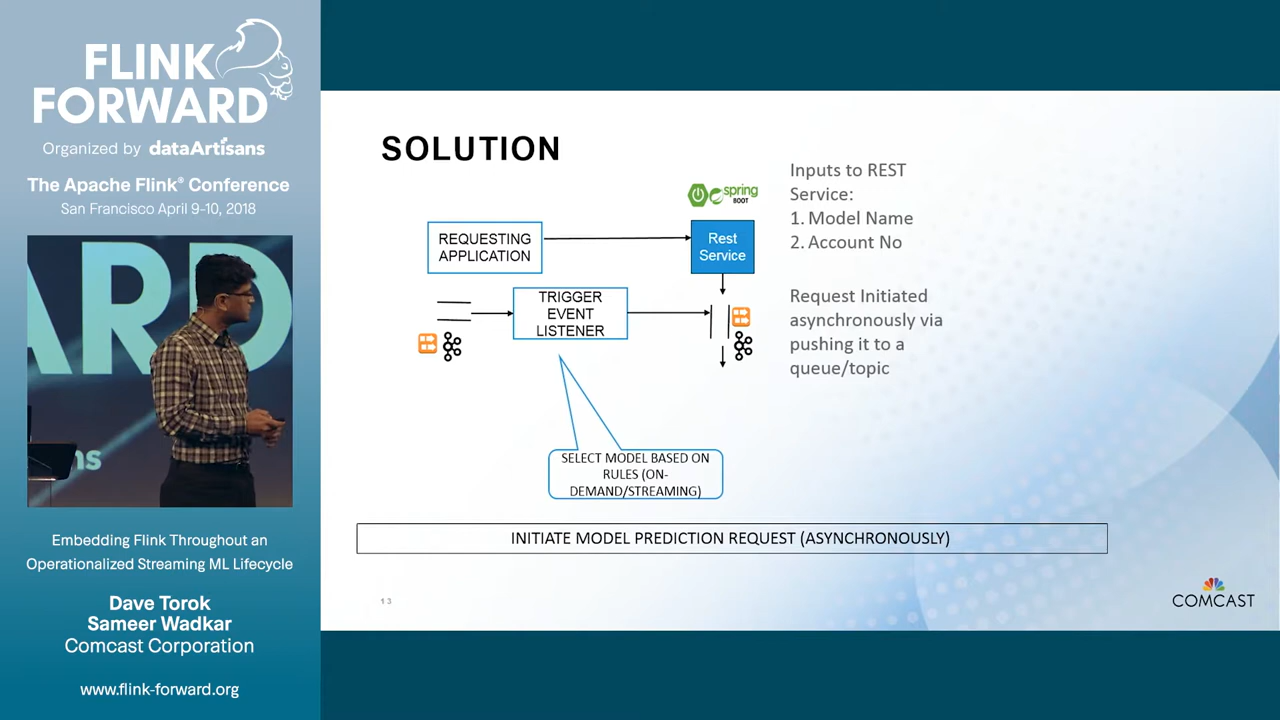 FLINK
FORWARD
Organized by dataArtisans
The Apache Flink® Conference
San Francisco April 9-10, 2018
ARD
ns
Embedding Flink Throughout an
Operationalized Streaming ML Lifecycle
Dave Torok
Sameer Wadkar
Comcast Corporation
www.flink-forward.org
SOLUTION
spring
BOOT
REQUESTING
APPLICATION
Rest
Service
TRIGGER
EVENT
LISTENER
SELECT MODEL BASED ON
RULES (ON-
DEMAND/STREAMING)
Inputs to REST
Service:
1. Model Name
2. Account No
Request Initiated
asynchronously via
pushing it to a
queue/topic
INITIATE MODEL PREDICTION REQUEST (ASYNCHRONOUSLY)
13
COMCAST